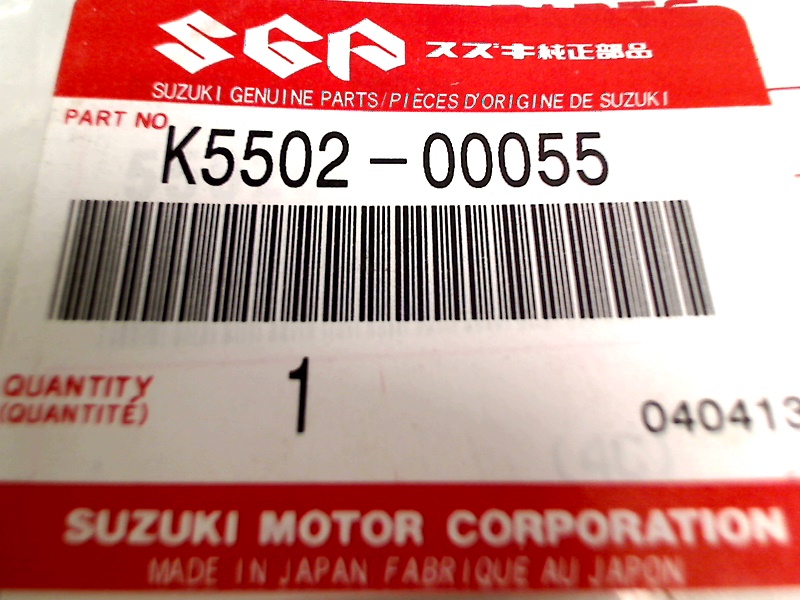 SGP スズキ純正部品
SUZUKI GENUINE PARTS/PIÈCES D'ORIGINE DE SUZUKI
PART NO.
K5502-00055
QUANTITY
(QUANTITÉ)
1
040413
(4C)
SUZUKI MOTOR CORPORATION
MADE IN JAPAN FABRIQUE AU JAPON